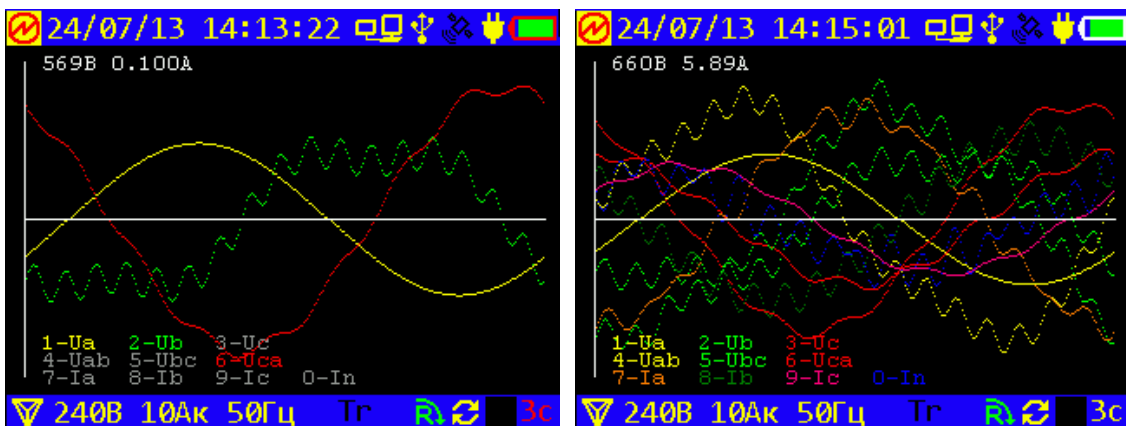 24/07/13 14:13:22
569В 0.100А
1-Ua 2-Ub 3-Uc
4-Uab 5-Ubc 6-Uca
7-Ia 8-Ib 9-Ic 0-In
240В 10Ак 50Гц Tr R 3с
24/07/13 14:15:01
660В 5.89А
1-Ua 2-Ub 3-Uc
4-Uab 5-Ubc 6-Uca
7-Ia 8-Ib 9-Ic 0-In
240В 10Ак 50Гц Tr R 3с